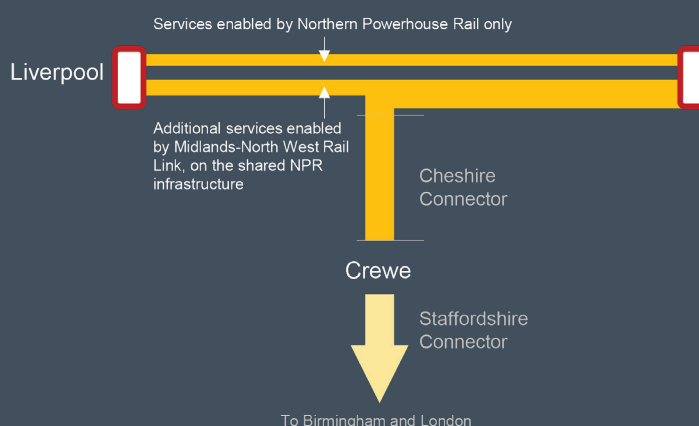 Services enabled by Northern Powerhouse Rail only
Liverpool
Additional services enabled
by Midlands-North West Rail
Link, on the shared NPR
infrastructure
Cheshire
Connector
Crewe
Staffordshire
Connector
To Birmingham and London